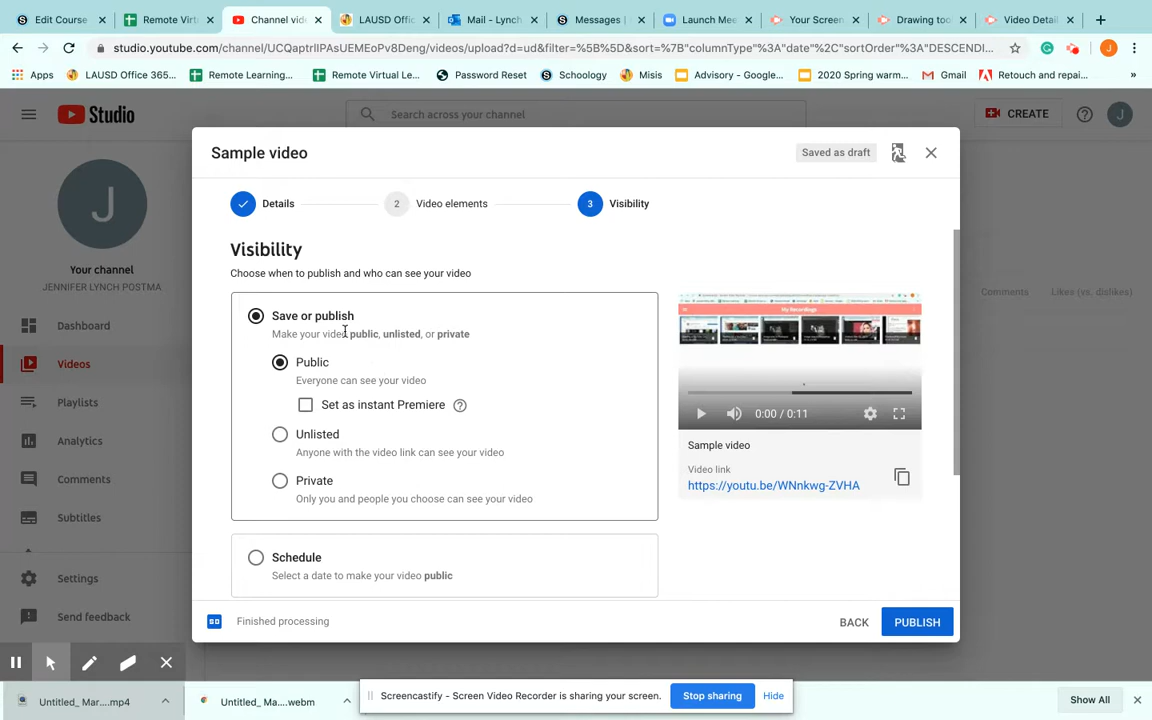 Edit Course
Remote Virtual
Channel vide
LAUSD Offic
Mail - Lynch
Messages |
Launch Mee
Your Screen
Drawing too
Video Detail
studio.youtube.com/channel/UCQaptrIlPAsUEMEoPv8Deng/videos/upload?d=ud&filter=%5B%5D&sort=%7B"columnType"%3A"date"%2C"sortOrder"%3A"DESCENDI...
J
Apps
LAUSD Office 365...
Remote Learning...
Remote Virtual Le...
Password Reset
Schoology
Misis
Advisory - Google...
2020 Spring warm...
Gmail
Retouch and repai...
»
Studio
Search across your channel
CREATE
J
J
Your channel
JENNIFER LYNCH POSTMA
Dashboard
Videos
Playlists
Analytics
Comments
Subtitles
Settings
Send feedback
Comments
Likes (vs. dislikes)
Sample video
Saved as draft
Details
2 Video elements
3 Visibility
Visibility
Choose when to publish and who can see your video
Save or publish
Make your video public, unlisted, or private
Public
Everyone can see your video
Set as instant Premiere
Unlisted
Anyone with the video link can see your video
Private
Only you and people you choose can see your video
Schedule
Select a date to make your video public
My Recordings
0:00 / 0:11
Sample video
Video link
https://youtu.be/WNnkwg-ZVHA
SD Finished processing
BACK
PUBLISH
Untitled_ Mar....mp4
Untitled_ Ma....webm
Screencastify - Screen Video Recorder is sharing your screen.
Stop sharing
Hide
Show All